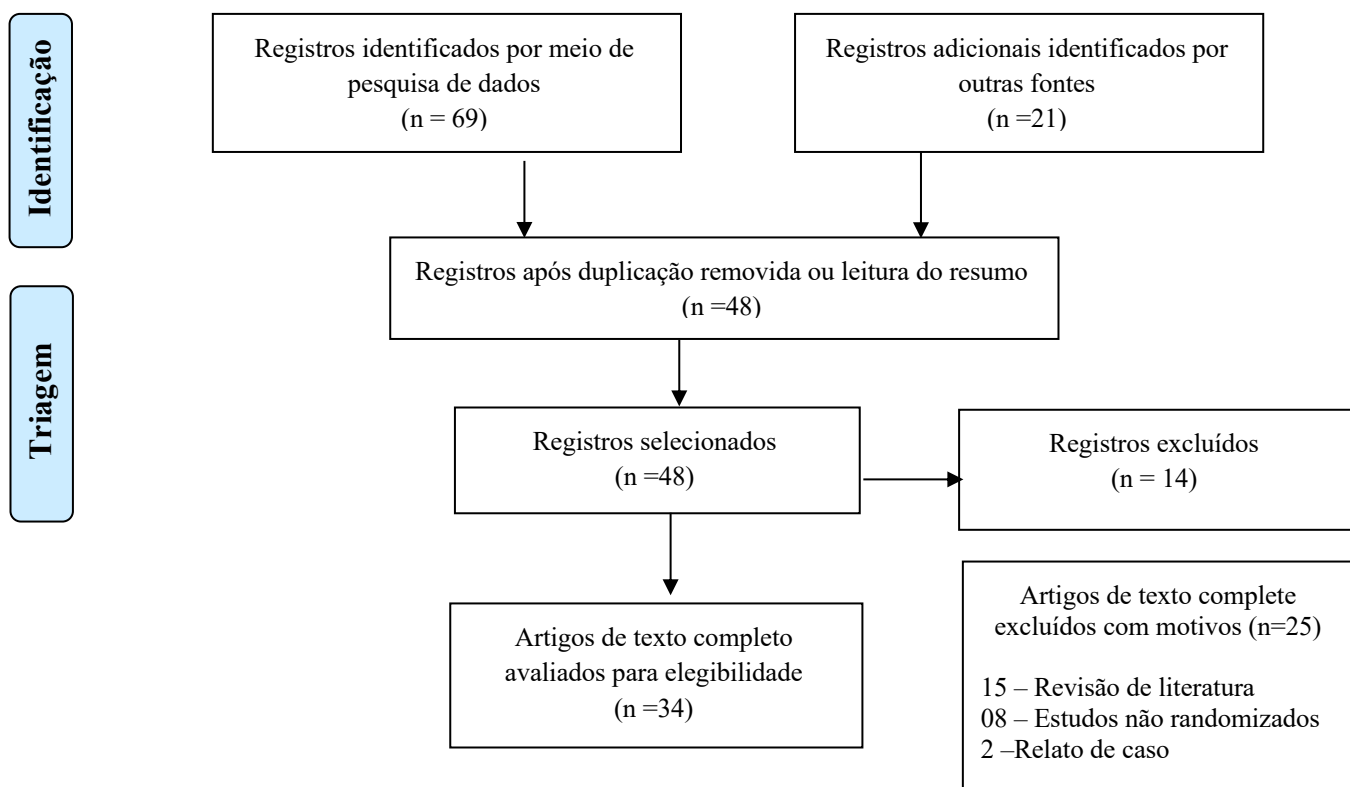 Identificação
Registros identificados por meio de
pesquisa de dados
(n = 69)
Registros adicionais identificados por
outras fontes
(n =21)
Registros após duplicação removida ou leitura do resumo
(n =48)
Triagem
Registros selecionados
(n =48)
Registros excluídos
(n = 14)
Artigos de texto completo
avaliados para elegibilidade
(n =34)
Artigos de texto complete
excluídos com motivos (n=25)
15 – Revisão de literatura
08 – Estudos não randomizados
2 –Relato de caso